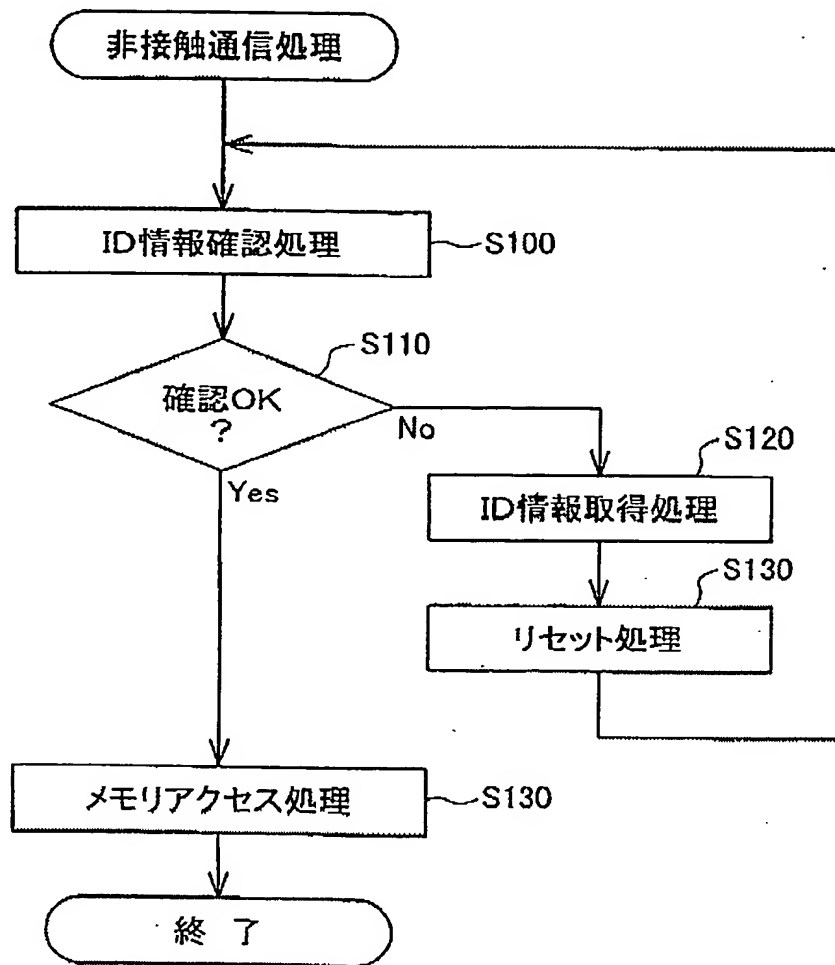 非接触通信処理
ID情報確認処理
S100
S110
確認OK
?
No
Yes
S120
ID情報取得処理
S130
リセット処理
メモリアクセス処理
S130
終 了